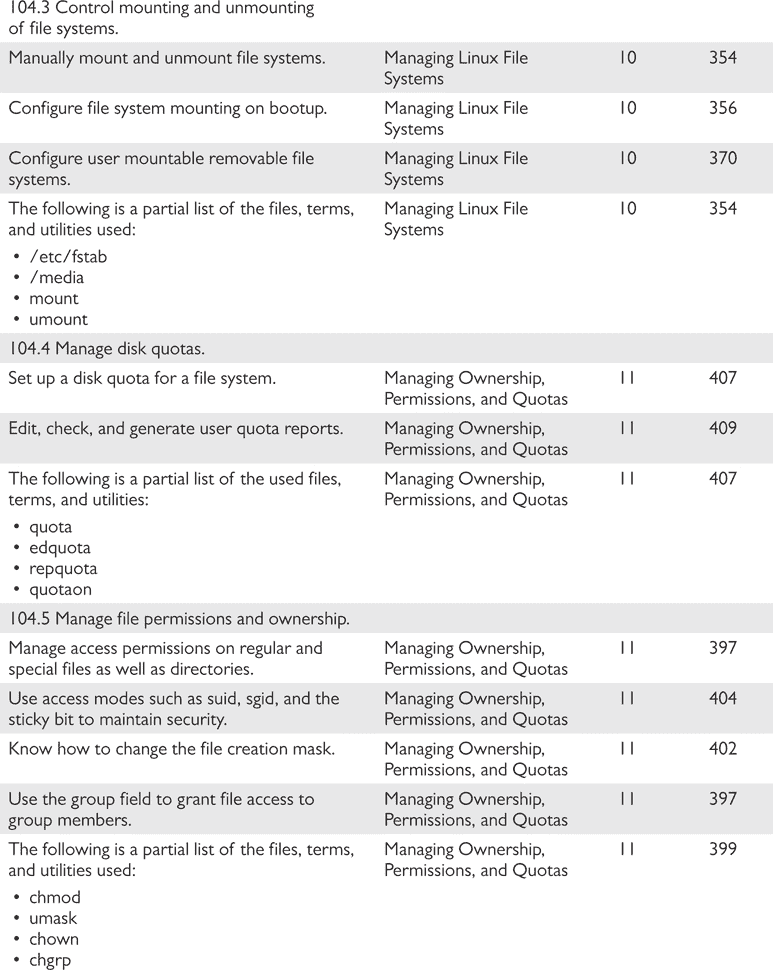 104.3 Control mounting and unmounting
of file systems.
Manually mount and unmount file systems. Managing Linux File 10 354
Systems
Configure file system mounting on bootup. Managing Linux File 10 356
Systems
Configure user mountable removable file Managing Linux File 10 370
systems. Systems
The following is a partial list of the files, terms, Managing Linux File 10 354
and utilities used: Systems
• /etc/fstab
• /media
• mount
• umount
104.4 Manage disk quotas.
Set up a disk quota for a file system. Managing Ownership, 11 407
Permissions, and Quotas
Edit, check, and generate user quota reports. Managing Ownership, 11 409
Permissions, and Quotas
The following is a partial list of the used files, Managing Ownership, 11 407
terms, and utilities: Permissions, and Quotas
• quota
• edquota
• repquota
• quotaon
104.5 Manage file permissions and ownership.
Manage access permissions on regular and Managing Ownership, 11 397
special files as well as directories. Permissions, and Quotas
Use access modes such as suid, sgid, and the Managing Ownership, 11 404
sticky bit to maintain security. Permissions, and Quotas
Know how to change the file creation mask. Managing Ownership, 11 402
Permissions, and Quotas
Use the group field to grant file access to Managing Ownership, 11 397
group members. Permissions, and Quotas
The following is a partial list of the files, terms, Managing Ownership, 11 399
and utilities used: Permissions, and Quotas
• chmod
• umask
• chown
• chgrp